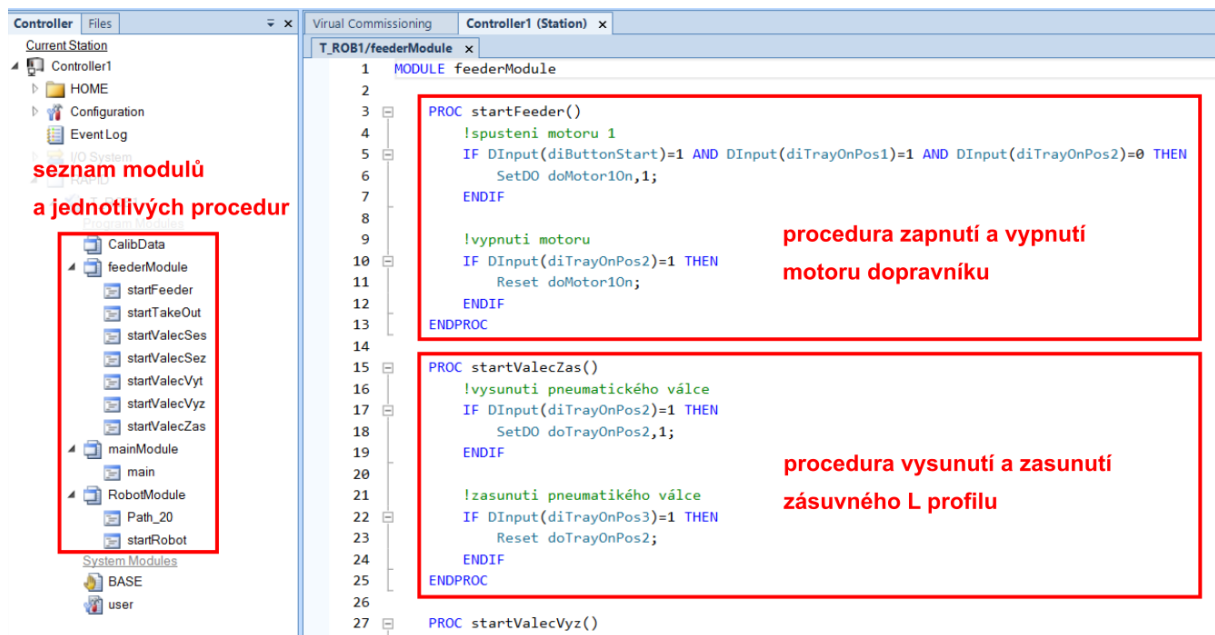 Controller
Files
Current Station
Controller1
HOME
Configuration
Event Log
I/O System
seznam modulů
a jednotlivých procedur
CalibData
feederModule
startFeeder
startTakeOut
startValecSes
startValecSez
startValecVyt
startValecVyz
startValecZas
mainModule
main
RobotModule
Path_20
startRobot
System Modules
BASE
user
Virual Commissioning
Controller1 (Station)
T_ROB1/feederModule
1 MODULE feederModule
2
3 PROC startFeeder()
4 !spusteni motoru 1
5 IF DInput(diButtonStart)=1 AND DInput(diTrayOnPos1)=1 AND DInput(diTrayOnPos2)=0 THEN
6 SetDO doMotor1On,1;
7 ENDIF
8
9 !vypnuti motoru
10 IF DInput(diTrayOnPos2)=1 THEN
11 Reset doMotor1On;
12 ENDIF
13 ENDPROC
procedura zapnutí a vypnutí
motoru dopravníku
14
15 PROC startValecZas()
16 !vysunuti pneumatického válce
17 IF DInput(diTrayOnPos2)=1 THEN
18 SetDO doTrayOnPos2,1;
19 ENDIF
20
21 !zasunuti pneumatikého válce
22 IF DInput(diTrayOnPos3)=1 THEN
23 Reset doTrayOnPos2;
24 ENDIF
25 ENDPROC
procedura vysunutí a zasunutí
zásuvného L profilu
26
27 PROC startValecVyz()